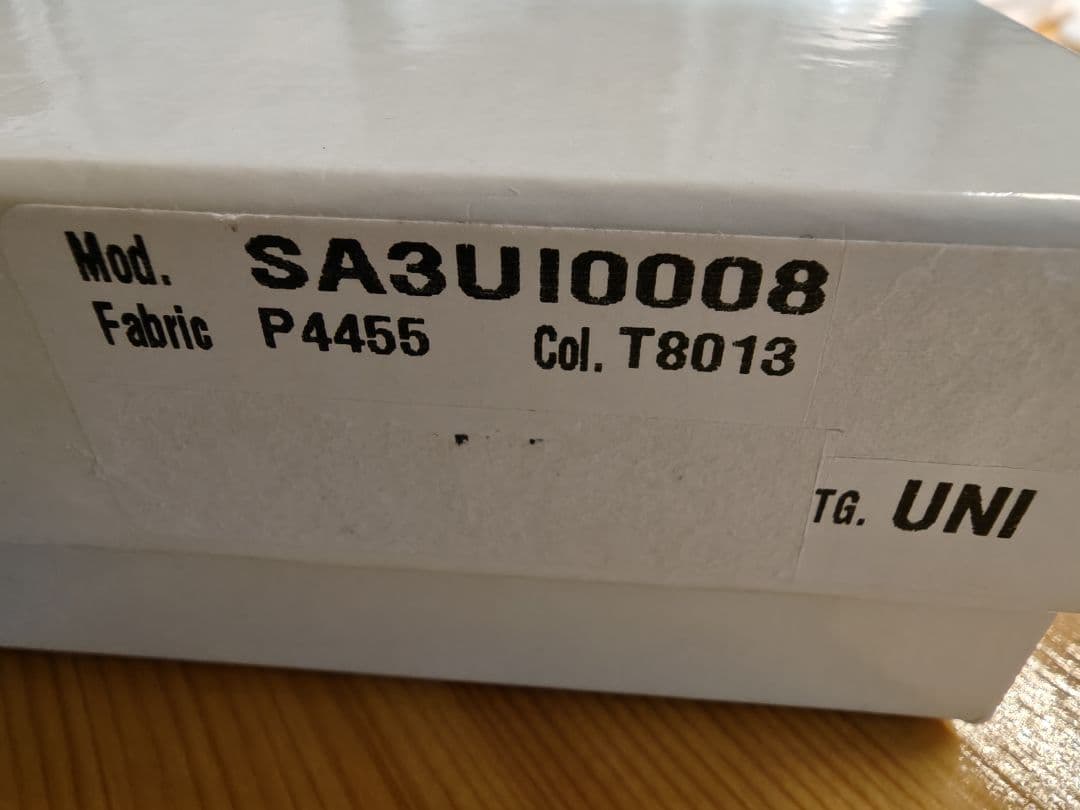 Mod. SA3UI0008
Fabric P4455 Col. T8013
TG. UNI